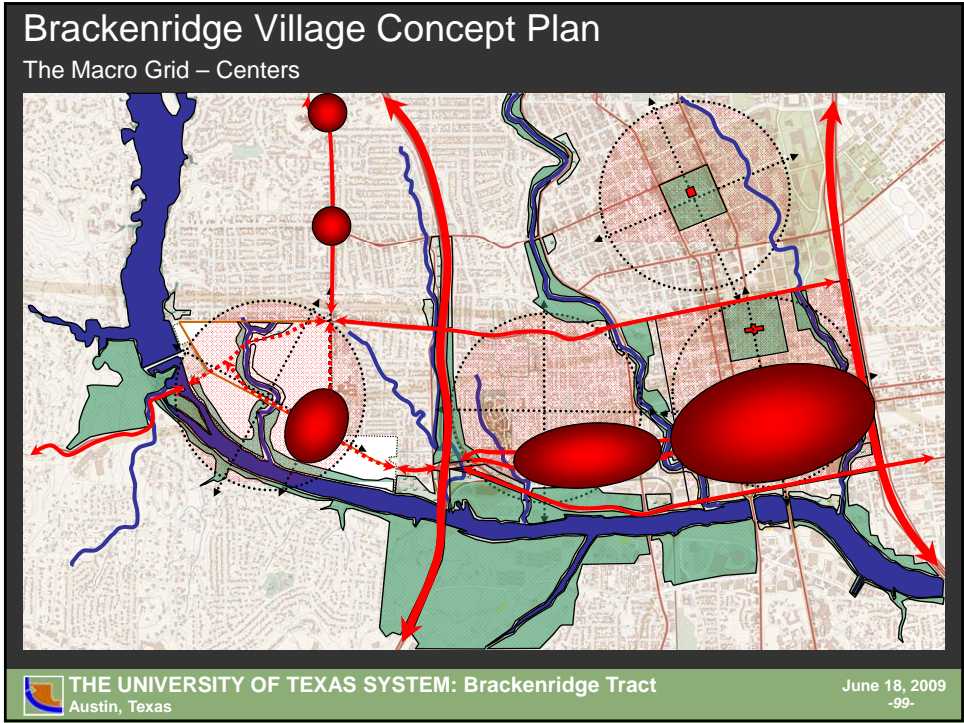 Brackenridge Village Concept Plan
The Macro Grid – Centers
THE UNIVERSITY OF TEXAS SYSTEM: Brackenridge Tract
Austin, Texas
June 18, 2009
-99-